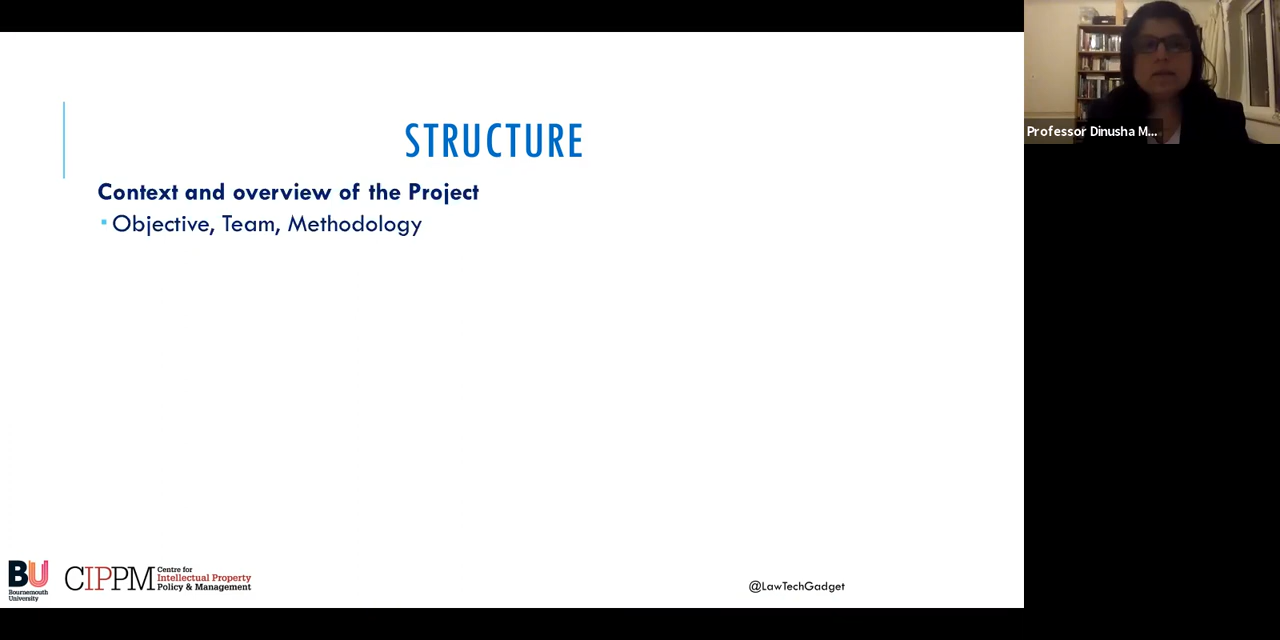 STRUCTURE
Context and overview of the Project
Objective, Team, Methodology
Professor Dinusha M...
BU
Bournemouth
University
CIPPM
Centre for
Intellectual Property
Policy & Management
@LawTechGadget